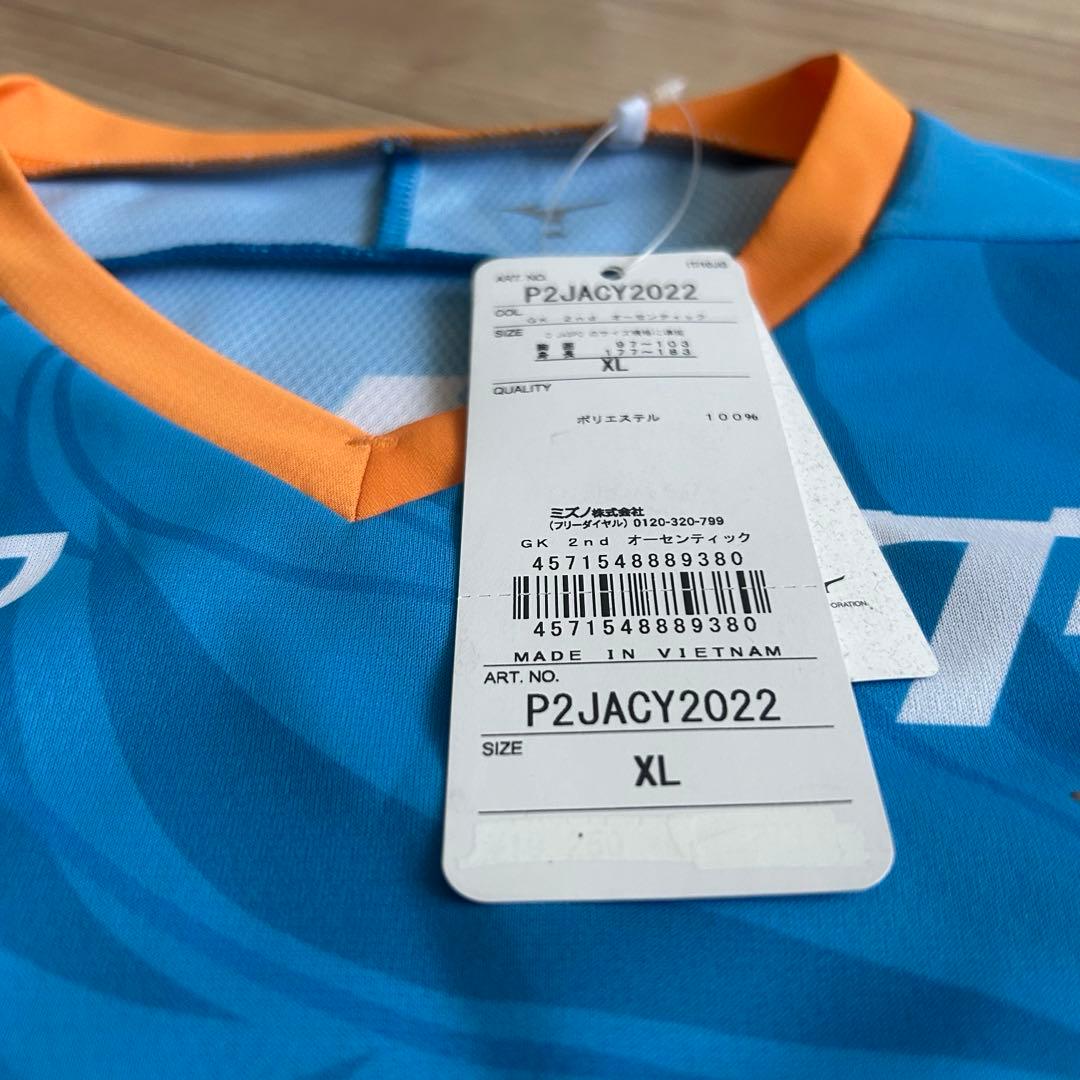 ART. NO.
P2JACY2022
COL.
GK 2nd オーセンティック
SIZE
胸囲 97～103
身長 177～183
XL
QUALITY
ポリエステル 100%
ミズノ株式会社
(フリーダイヤル) 0120-320-799
GK 2nd オーセンティック
4571548889380
4571548889380
MADE IN VIETNAM
ART. NO.
P2JACY2022
SIZE
XL